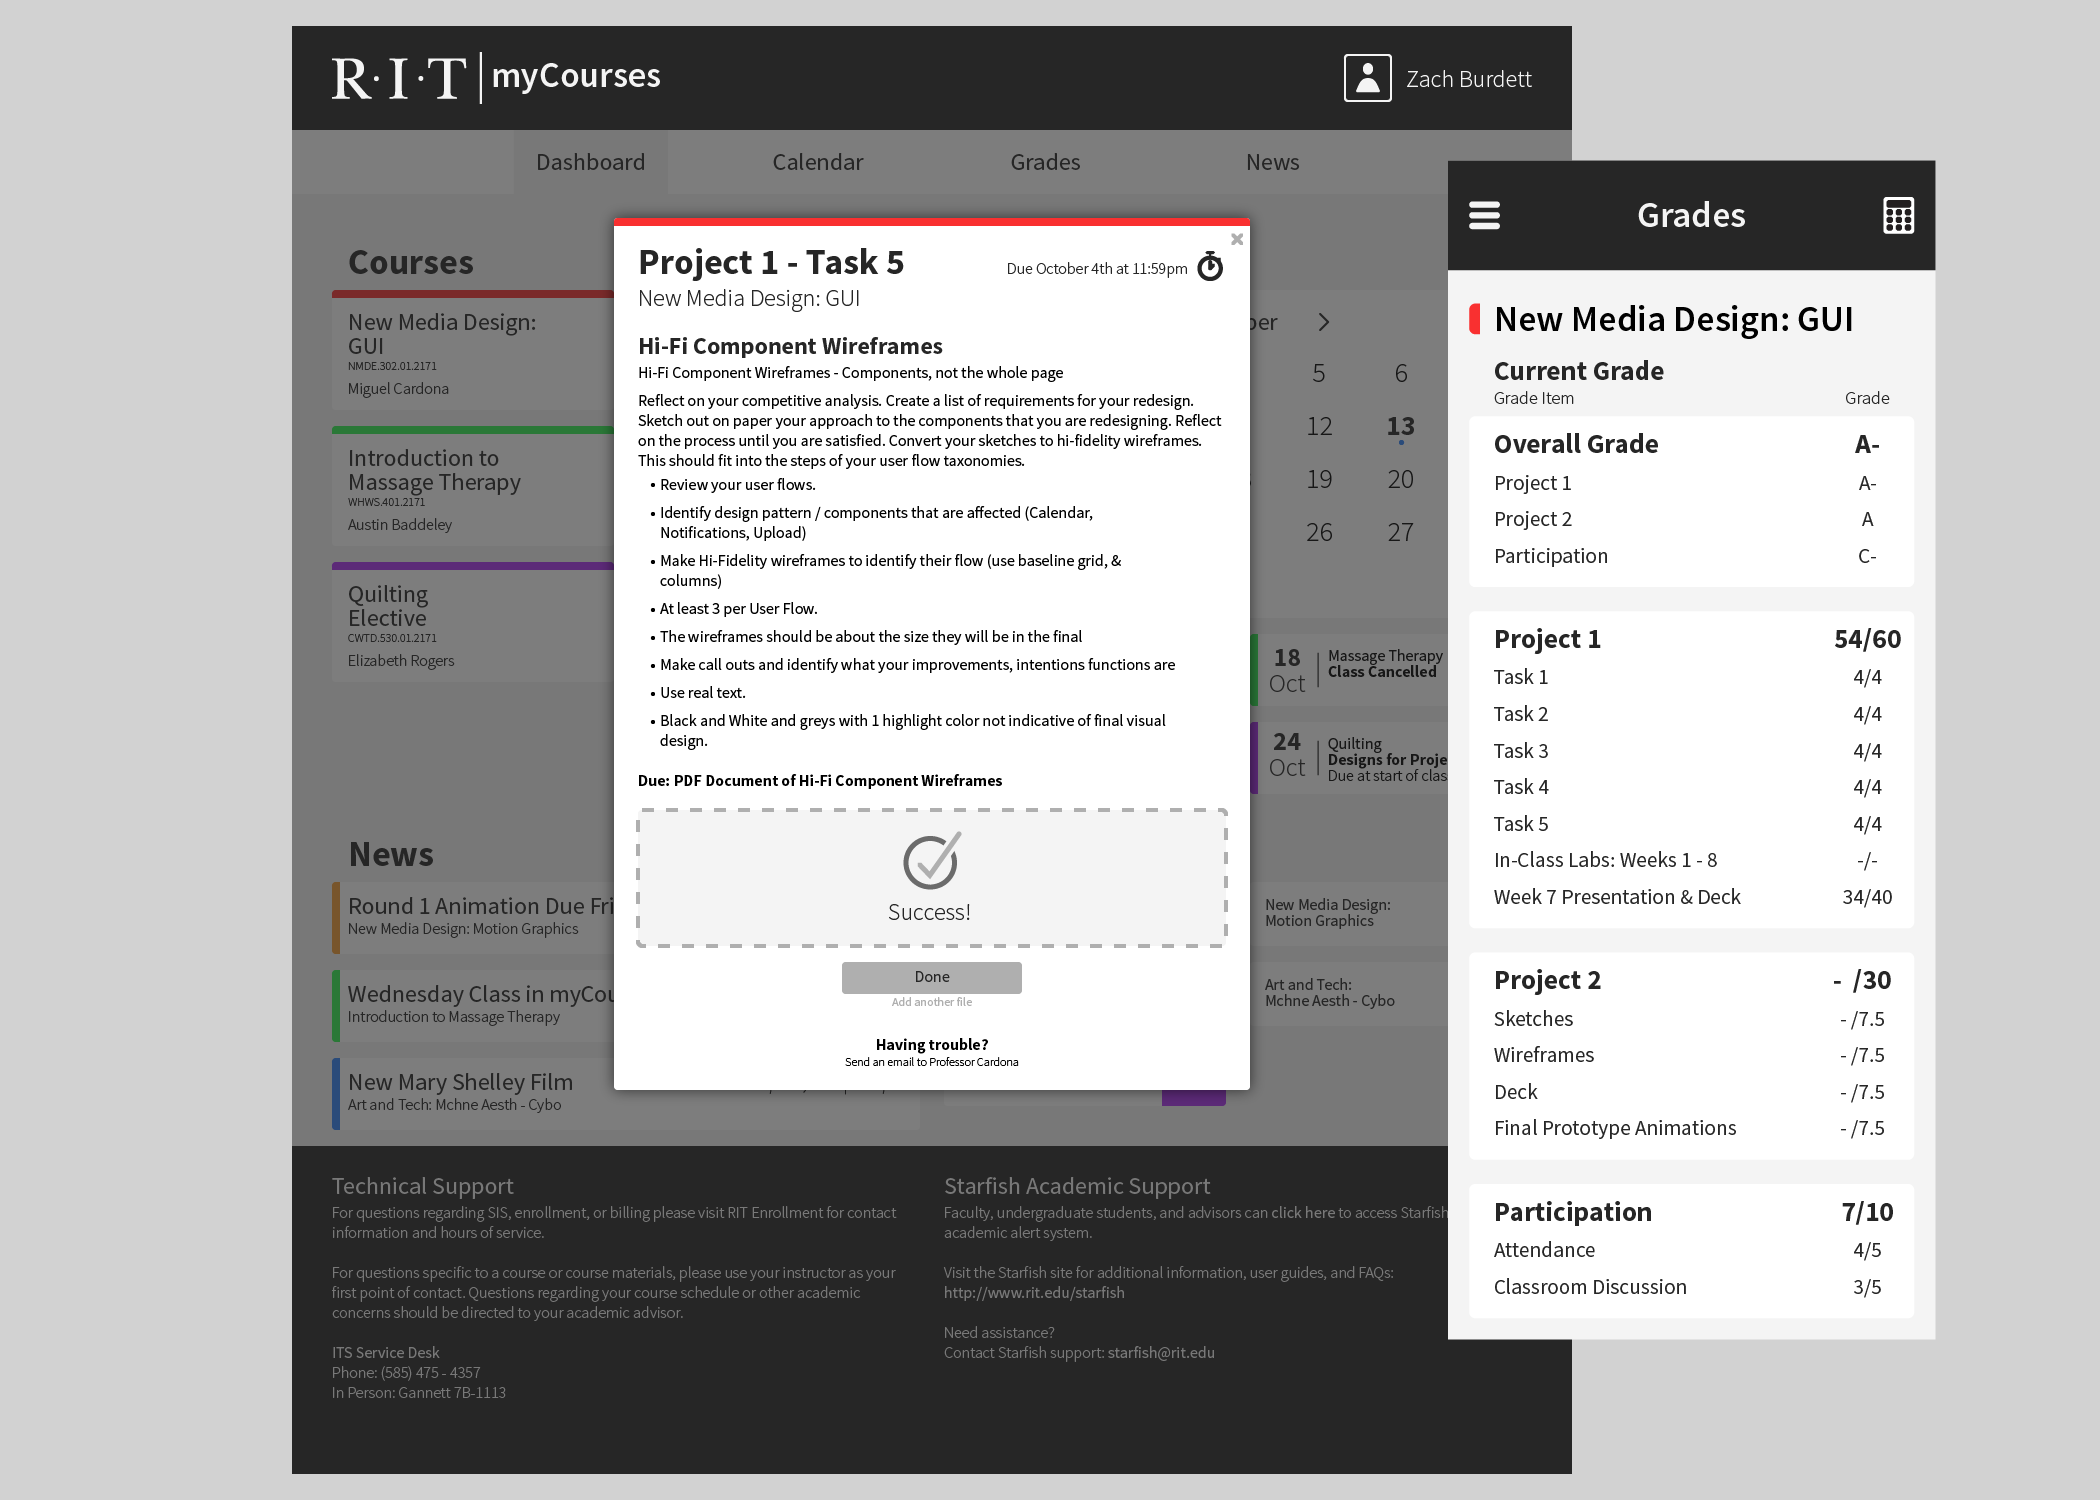 R·I·T myCourses
Zach Burdett
Dashboard
Calendar
Grades
News
Courses
New Media Design:
GUI
NMDE.302.01.2171
Miguel Cardona
Introduction to
Massage Therapy
WHWS.401.2171
Austin Baddeley
Quilting
Elective
CWTD.530.01.2171
Elizabeth Rogers
News
Round 1 Animation Due Fri
New Media Design: Motion Graphics
Wednesday Class in myCou
Introduction to Massage Therapy
New Mary Shelley Film
Art and Tech: Mchne Aesth - Cybo
Project 1 - Task 5
Due October 4th at 11:59pm
New Media Design: GUI
Hi-Fi Component Wireframes
Hi-Fi Component Wireframes - Components, not the whole page
Reflect on your competitive analysis. Create a list of requirements for your redesign.
Sketch out on paper your approach to the components that you are redesigning. Reflect
on the process until you are satisfied. Convert your sketches to hi-fidelity wireframes.
This should fit into the steps of your user flow taxonomies.
• Review your user flows.
• Identify design pattern / components that are affected (Calendar,
Notifications, Upload)
• Make Hi-Fidelity wireframes to identify their flow (use baseline grid, &
columns)
• At least 3 per User Flow.
• The wireframes should be about the size they will be in the final
• Make call outs and identify what your improvements, intentions functions are
• Use real text.
• Black and White and greys with 1 highlight color not indicative of final visual
design.
Due: PDF Document of Hi-Fi Component Wireframes
Success!
Done
Add another file
Having trouble?
Send an email to Professor Cardona
ber
5 6
12 13
19 20
26 27
18
Oct
Massage Therapy
Class Cancelled
24
Oct
Quilting
Designs for Proje
Due at start of clas
New Media Design:
Motion Graphics
Art and Tech:
Mchne Aesth - Cybo
Technical Support
For questions regarding SIS, enrollment, or billing please visit RIT Enrollment for contact
information and hours of service.
For questions specific to a course or course materials, please use your instructor as your
first point of contact. Questions regarding your course schedule or other academic
concerns should be directed to your academic advisor.
ITS Service Desk
Phone: (585) 475 - 4357
In Person: Gannett 7B-1113
Starfish Academic Support
Faculty, undergraduate students, and advisors can click here to access Starfish
academic alert system.
Visit the Starfish site for additional information, user guides, and FAQs:
http://www.rit.edu/starfish
Need assistance?
Contact Starfish support: starfish@rit.edu
Grades
New Media Design: GUI
Current Grade
Grade Item Grade
Overall Grade A-
Project 1 A-
Project 2 A
Participation C-
Project 1 54/60
Task 1 4/4
Task 2 4/4
Task 3 4/4
Task 4 4/4
Task 5 4/4
In-Class Labs: Weeks 1 - 8 -/-
Week 7 Presentation & Deck 34/40
Project 2 - /30
Sketches - /7.5
Wireframes - /7.5
Deck - /7.5
Final Prototype Animations - /7.5
Participation 7/10
Attendance 4/5
Classroom Discussion 3/5